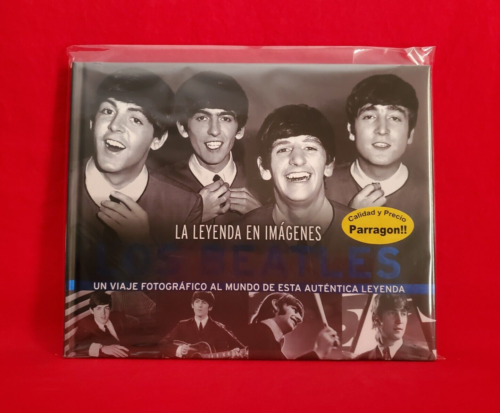 LA LEYENDA EN IMÁGENES
Calidad y Precio
Parragon!!
LOS BEATLES
UN VIAJE FOTOGRÁFICO AL MUNDO DE ESTA AUTÉNTICA LEYENDA